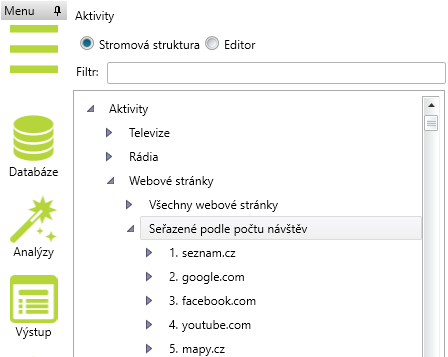 Menu
Databáze
Analýzy
Výstup
Aktivity
Stromová struktura Editor
Filtr:
Aktivity
Televize
Rádia
Webové stránky
Všechny webové stránky
Seřazené podle počtu návštěv
1. seznam.cz
2. google.com
3. facebook.com
4. youtube.com
5. mapy.cz